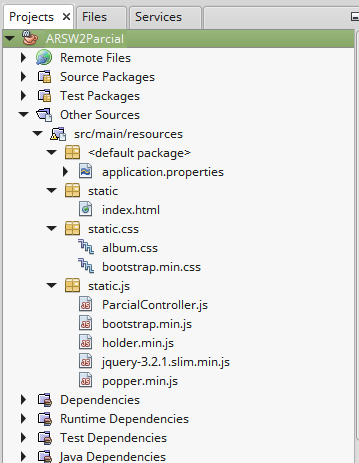 Projects Files Services
ARSW2Parcial
Remote Files
Source Packages
Test Packages
Other Sources
src/main/resources
<default package>
application.properties
static
index.html
static.css
album.css
bootstrap.min.css
static.js
ParcialController.js
bootstrap.min.js
holder.min.js
jquery-3.2.1.slim.min.js
popper.min.js
Dependencies
Runtime Dependencies
Test Dependencies
Java Dependencies